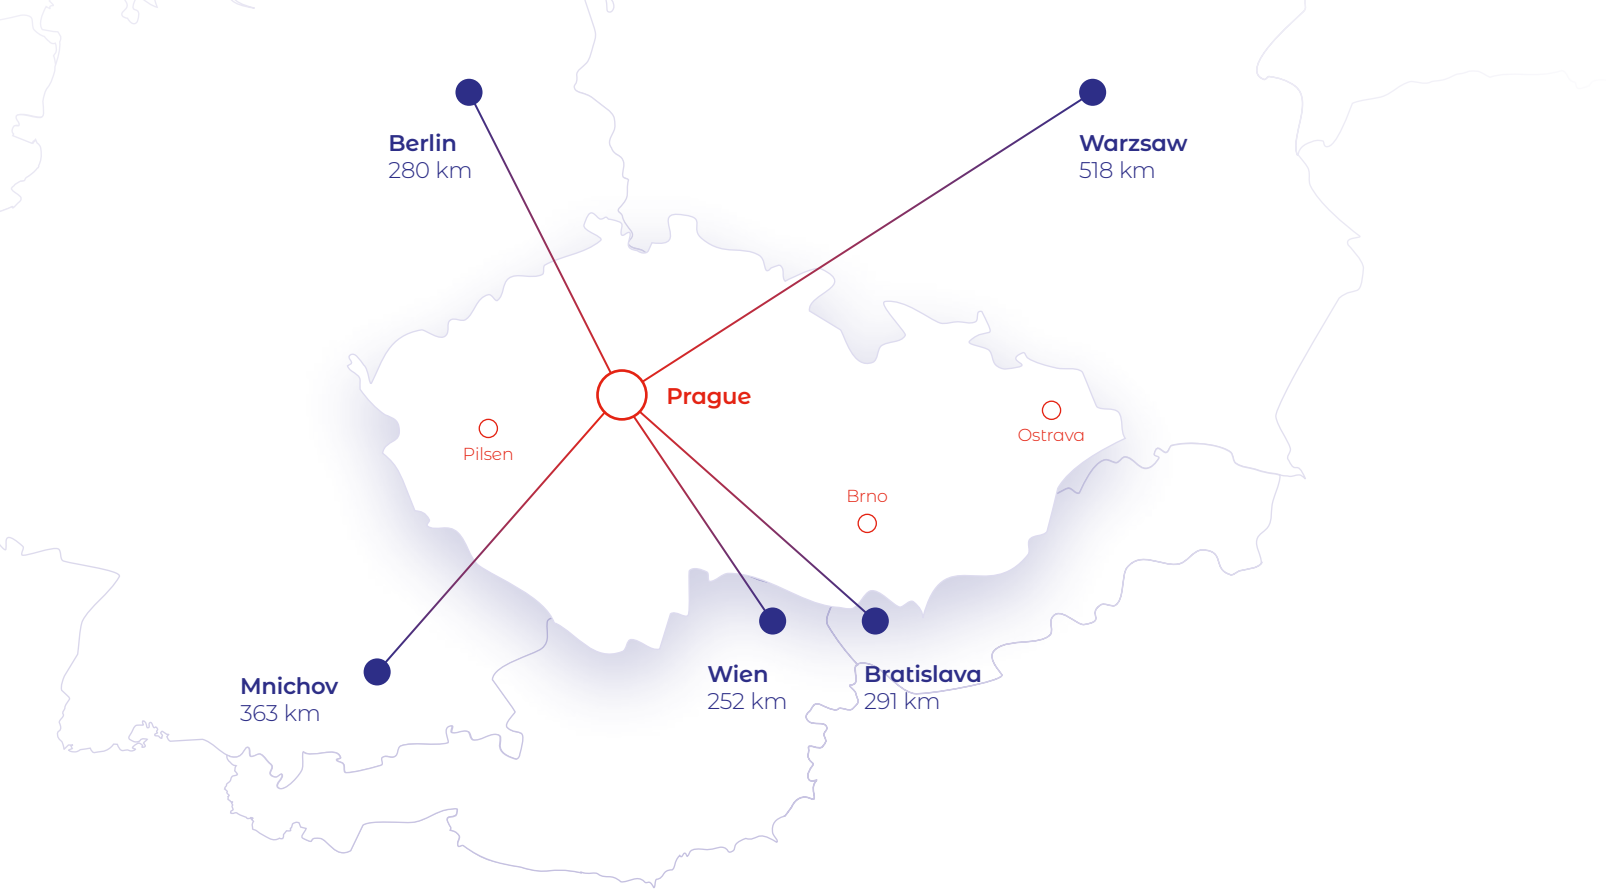 Berlin
280 km
Warzsaw
518 km
Prague
Pilsen
Ostrava
Brno
Mnichov
363 km
Wien
252 km
Bratislava
291 km